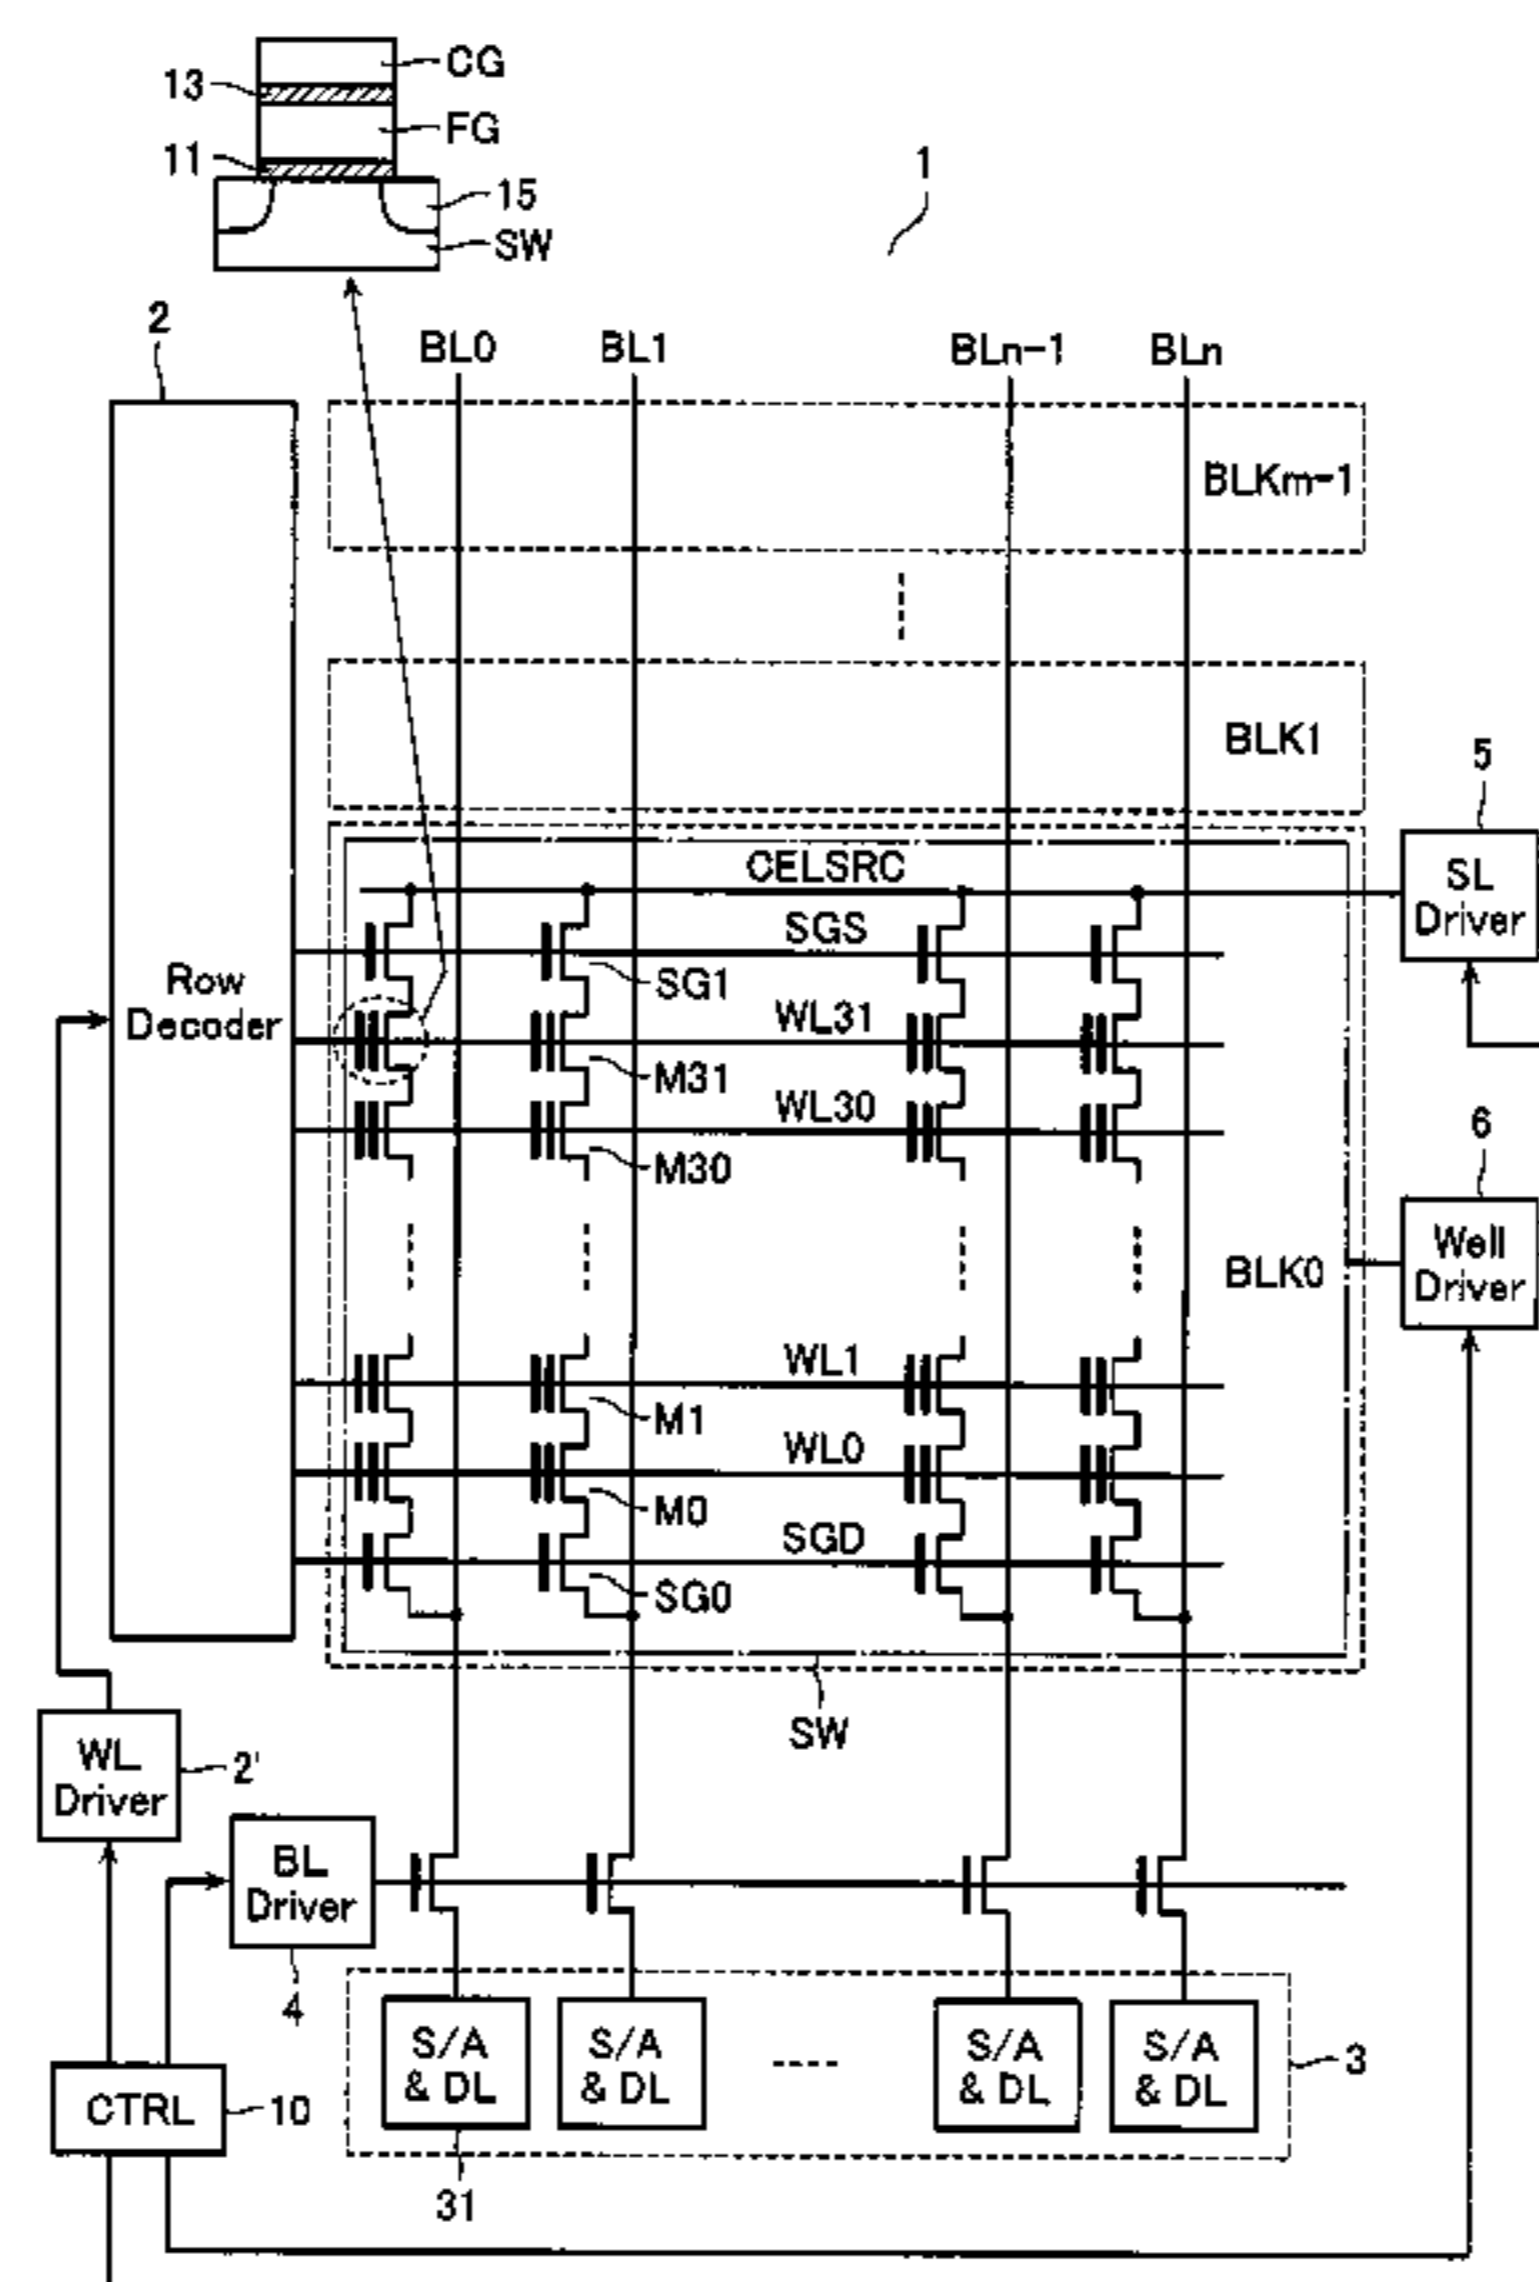 CG
13
FG
11
15
SW
1
2
BL0 BL1 BLn-1 BLn
BLKm-1
BLK1
5
CELSRC
SL
Driver
SGS
Row
Decoder
SG1
WL31
M31
WL30
M30
6
Well
Driver
BLK0
WL1
M1
WL0
M0
SGD
SG0
SW
WL
Driver
2'
BL
Driver
4
S/A
& DL
S/A
& DL
S/A
& DL
S/A
& DL
3
CTRL
10
31